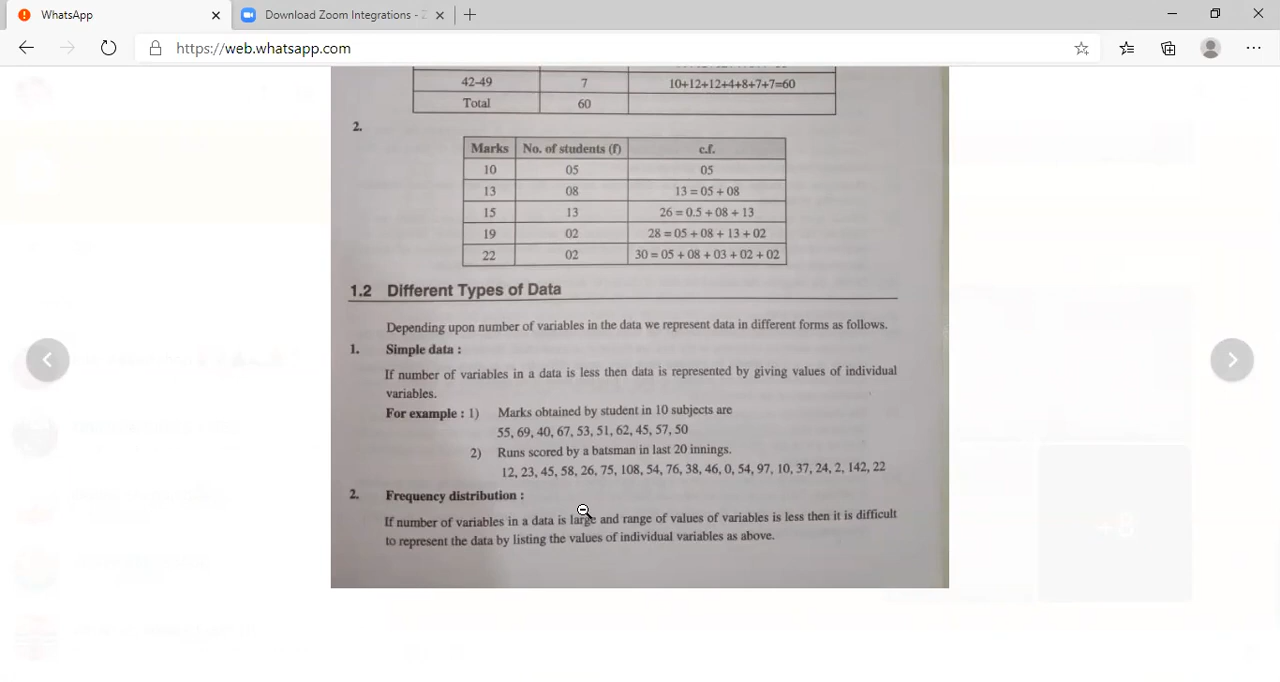 WhatsApp
Download Zoom Integrations -
https://web.whatsapp.com
42-49 7 10+12+12+4+8+7+7=60
Total 60
2.
Marks No. of students (f) c.f.
10 05 05
13 08 13 = 05 + 08
15 13 26 = 0.5 + 08 + 13
19 02 28 = 05 + 08 + 13 + 02
22 02 30 = 05 + 08 + 03 + 02 + 02
1.2 Different Types of Data
Depending upon number of variables in the data we represent data in different forms as follows.
1. Simple data :
If number of variables in a data is less then data is represented by giving values of individual
variables.
For example : 1) Marks obtained by student in 10 subjects are
55, 69, 40, 67, 53, 51, 62, 45, 57, 50
2) Runs scored by a batsman in last 20 innings.
12, 23, 45, 58, 26, 75, 108, 54, 76, 38, 46, 0, 54, 97, 10, 37, 24, 2, 142, 22
2. Frequency distribution :
If number of variables in a data is large and range of values of variables is less then it is difficult
to represent the data by listing the values of individual variables as above.